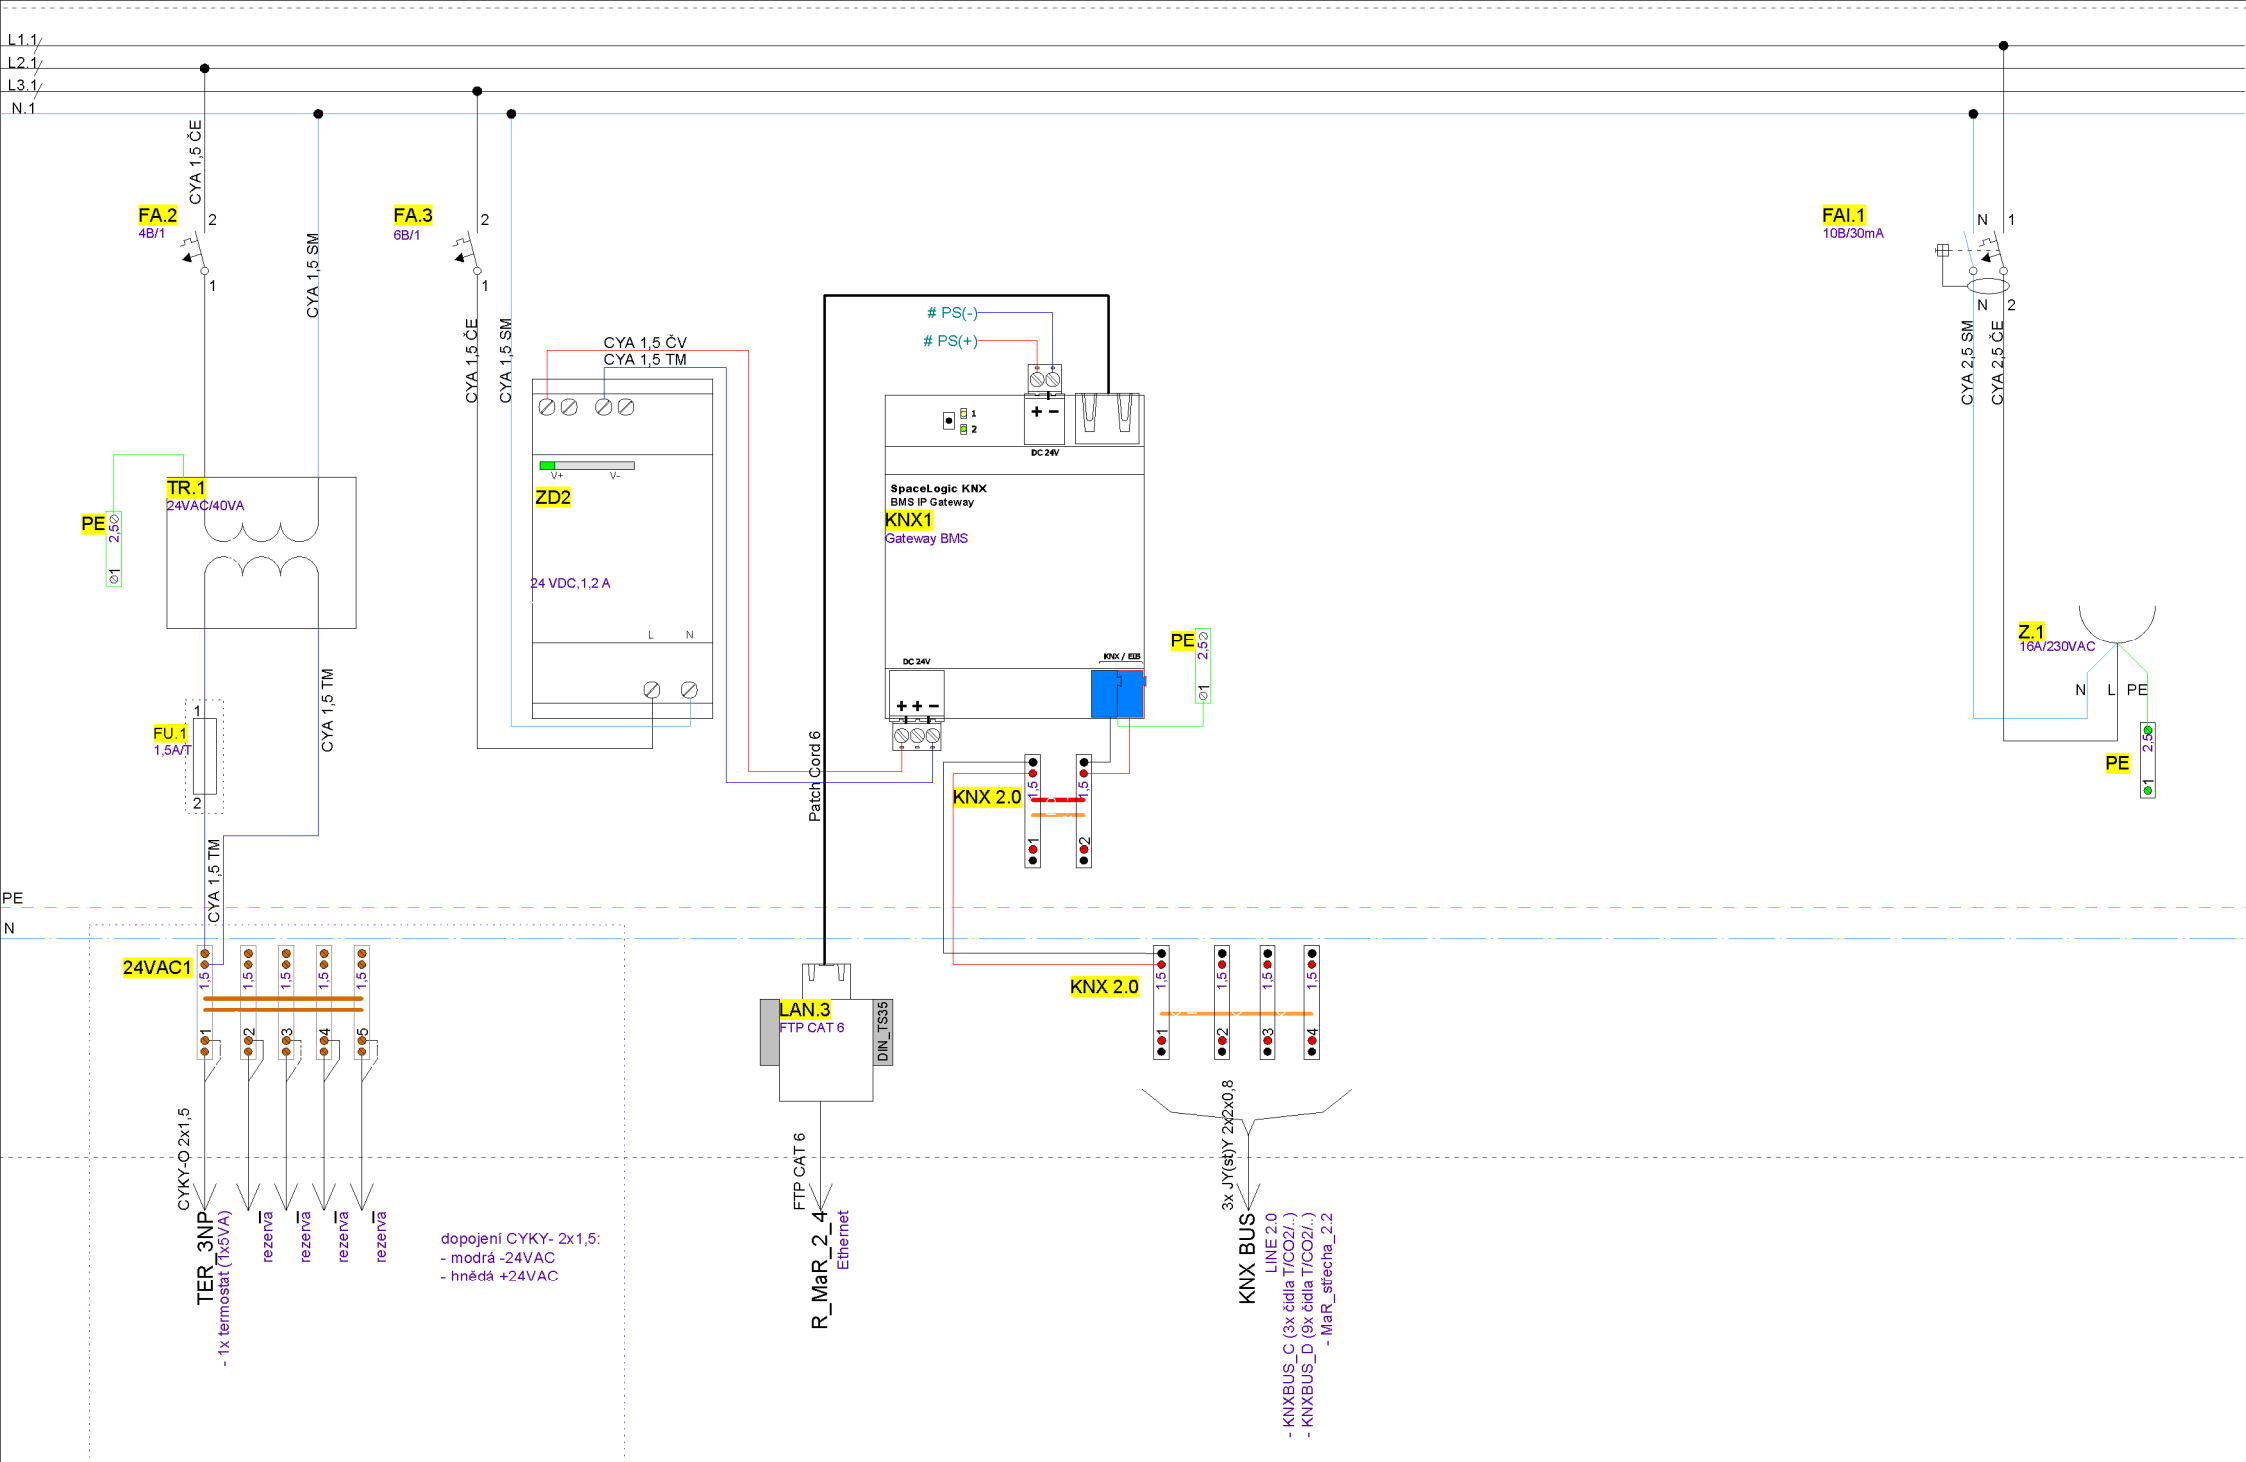 L1.1
L2.1
L3.1
N.1
CYA 1,5 ČE
FA.2
4B/1
2
1
CYA 1,5 SM
FA.3
6B/1
2
1
CYA 1,5 ČE
CYA 1,5 SM
FAI.1
10B/30mA
N
1
N
2
CYA 2,5 SM
CYA 2,5 ČE
# PS(-)
# PS(+)
CYA 1,5 ČV
CYA 1,5 TM
1
2
+ −
DC 24V
V+
V-
ZD2
24 VDC,1,2 A
L
N
SpaceLogic KNX
BMS IP Gateway
KNX1
Gateway BMS
DC 24V
KNX / EIB
+ + −
TR.1
24VAC/40VA
PE
2,5
1
PE
2,5
1
Z.1
16A/230VAC
N
L
PE
PE
2,5
1
FU.1
1,5A/T
1
2
CYA 1,5 TM
CYA 1,5 TM
Patch Cord 6
KNX 2.0
1,5
1
1,5
2
PE
N
24VAC1
1,5
1,5
1,5
1,5
1,5
1
2
3
4
5
LAN.3
FTP CAT 6
DIN_TS35
KNX 2.0
1,5
1,5
1,5
1,5
1
2
3
4
CYKY-O 2x1,5
TER_3NP
- 1x termostat (1x5VA)
rezerva
rezerva
rezerva
rezerva
dopojení CYKY- 2x1,5:
- modrá -24VAC
- hnědá +24VAC
FTP CAT 6
R_MaR_2_4
Ethernet
3x JY(st)Y 2x2x0,8
KNX BUS
LINE 2.0
- KNXBUS_C (3x čidla T/CO2/..)
- KNXBUS_D (9x čidla T/CO2/..)
- MaR_střecha_2.2